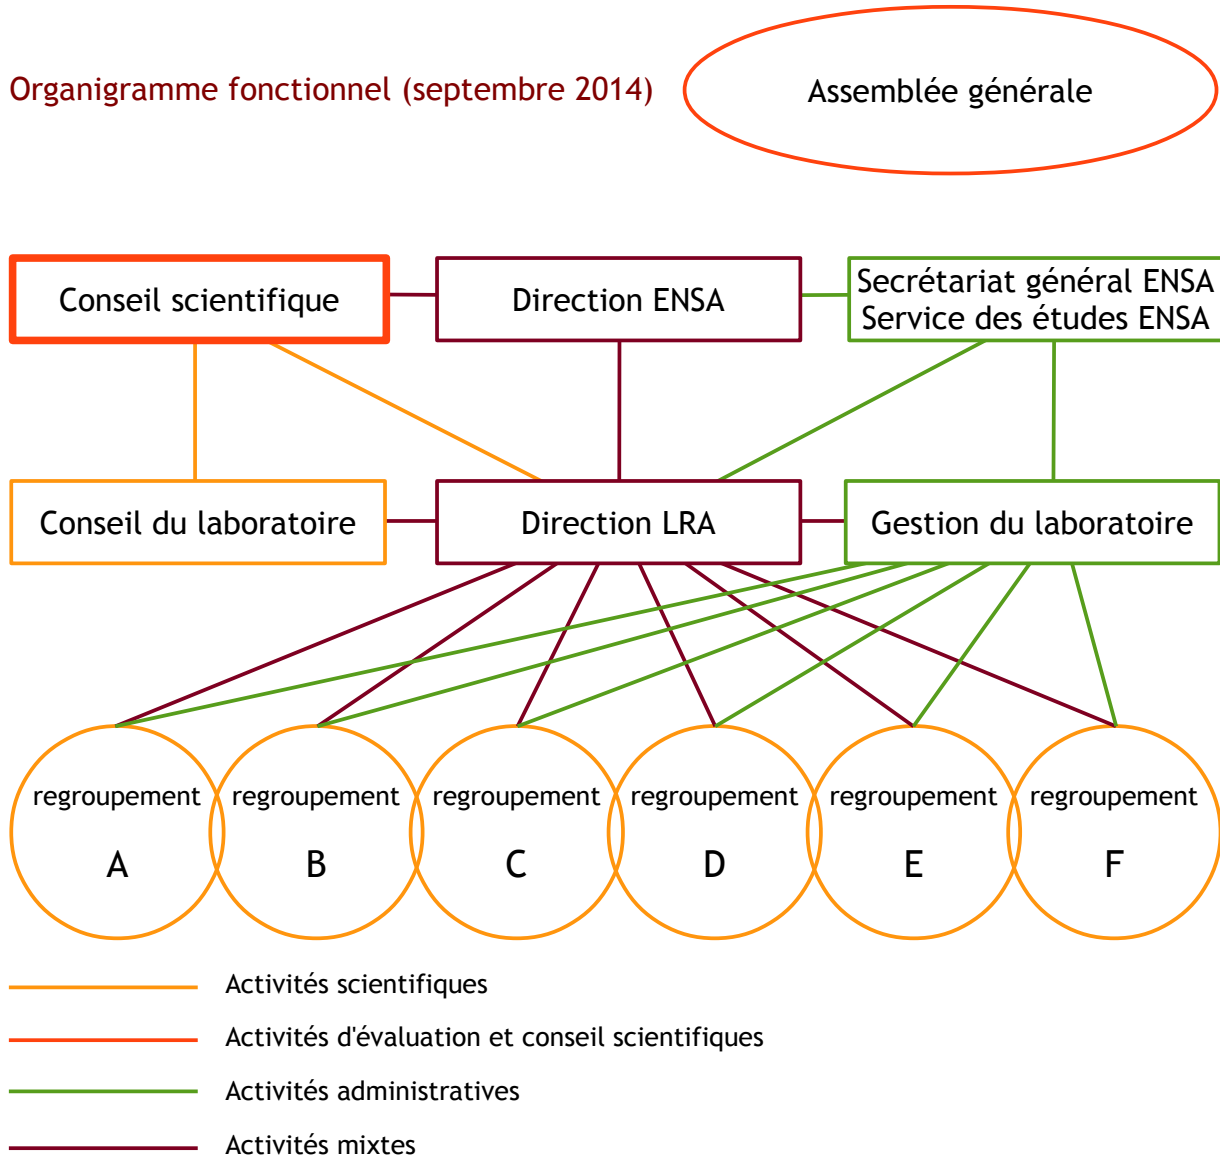 Organigramme fonctionnel (septembre 2014)
Assemblée générale
Conseil scientifique
Direction ENSA
Secrétariat général ENSA
Service des études ENSA
Conseil du laboratoire
Direction LRA
Gestion du laboratoire
regroupement
A
regroupement
B
regroupement
C
regroupement
D
regroupement
E
regroupement
F
Activités scientifiques
Activités d'évaluation et conseil scientifiques
Activités administratives
Activités mixtes